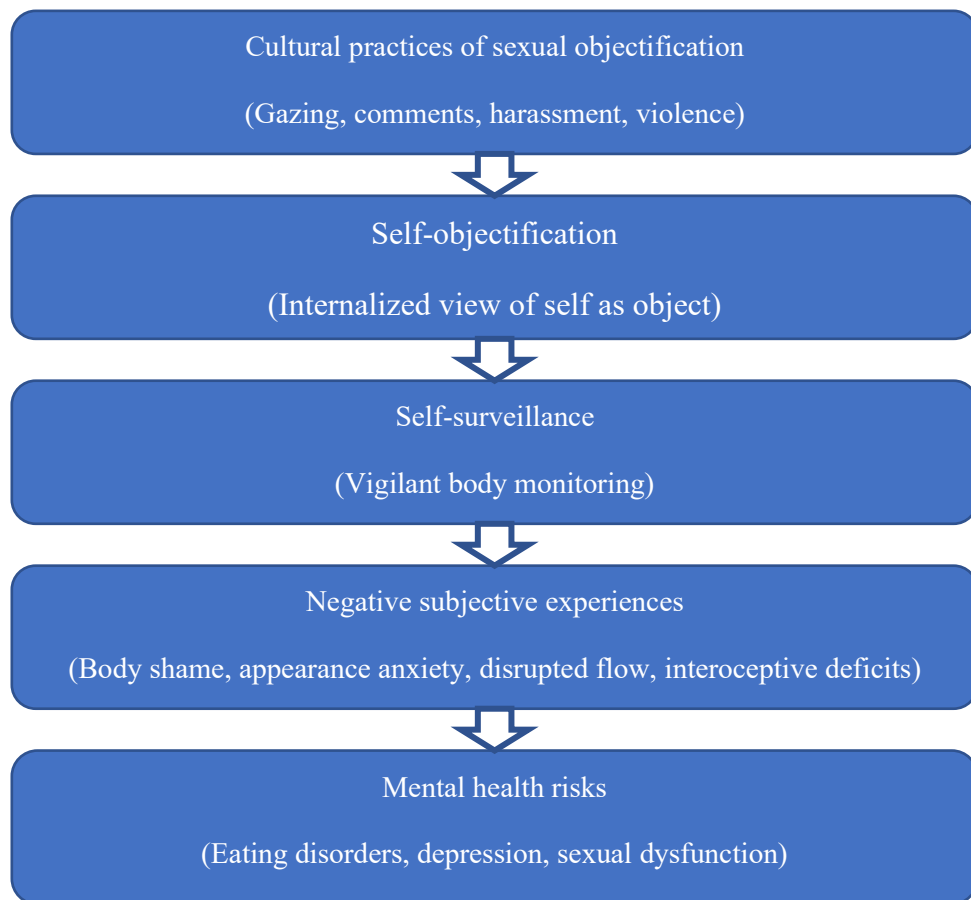 Cultural practices of sexual objectification
(Gazing, comments, harassment, violence)
Self-objectification
(Internalized view of self as object)
Self-surveillance
(Vigilant body monitoring)
Negative subjective experiences
(Body shame, appearance anxiety, disrupted flow, interoceptive deficits)
Mental health risks
(Eating disorders, depression, sexual dysfunction)